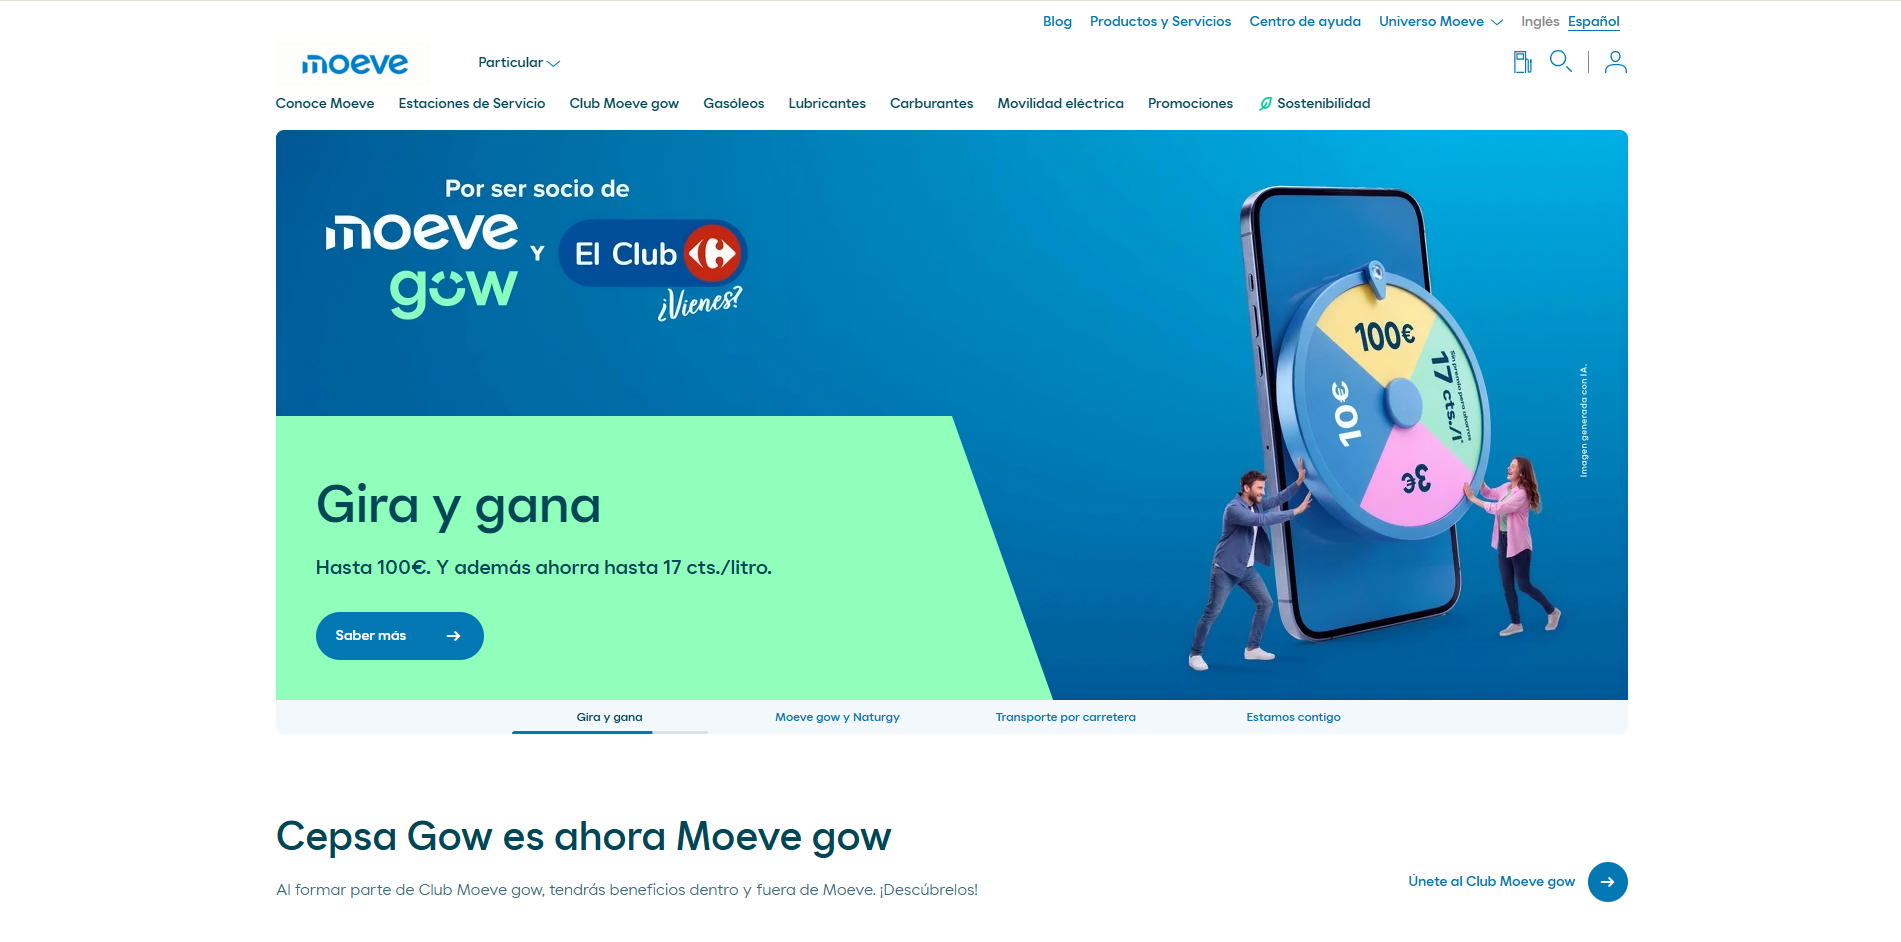 Blog Productos y Servicios Centro de ayuda Universo Moeve Inglés Español
moeve Particular
Conoce Moeve Estaciones de Servicio Club Moeve gow Gasóleos Lubricantes Carburantes Movilidad eléctrica Promociones Sostenibilidad
Por ser socio de
moeve
gow
Y
El Club
¿Vienes?
100€
Sin premio pero ahorras
17 cts./l
10€
3€
Imagen generada con IA.
Gira y gana
Hasta 100€. Y además ahorra hasta 17 cts./litro.
Saber más
Gira y gana Moeve gow y Naturgy Transporte por carretera Estamos contigo
Cepsa Gow es ahora Moeve gow
Al formar parte de Club Moeve gow, tendrás beneficios dentro y fuera de Moeve. ¡Descúbrelos!
Únete al Club Moeve gow